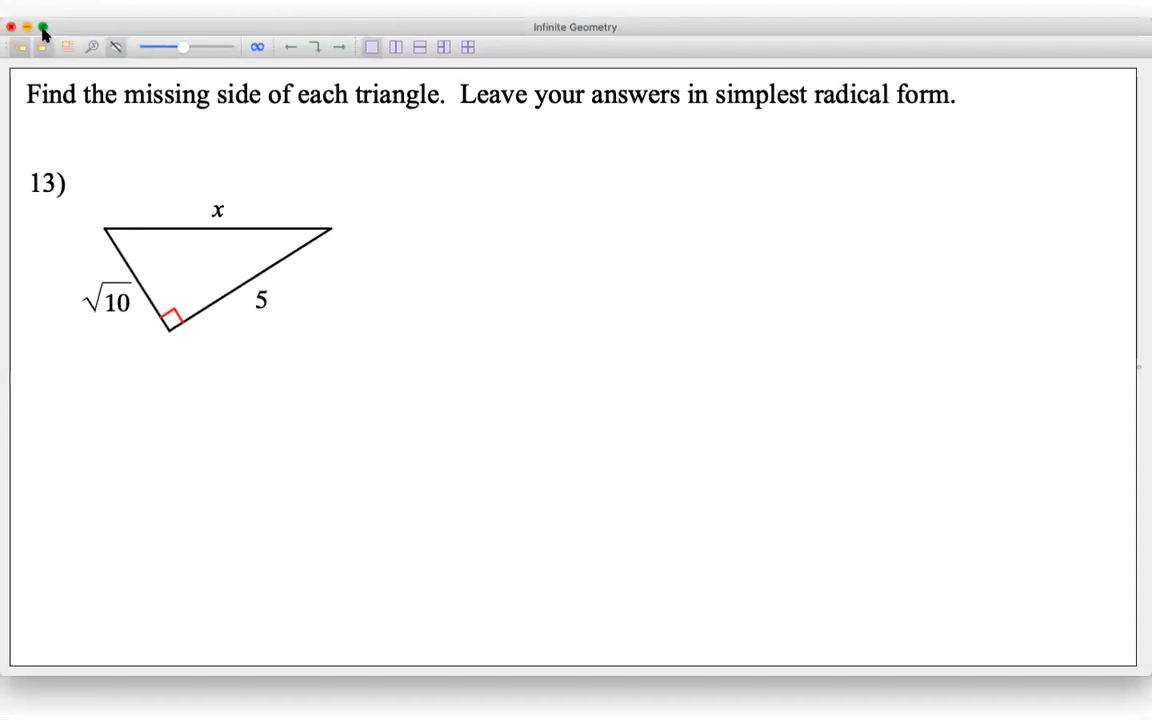 Infinite Geometry
Find the missing side of each triangle.  Leave your answers in simplest radical form.
13)
x
√10
5